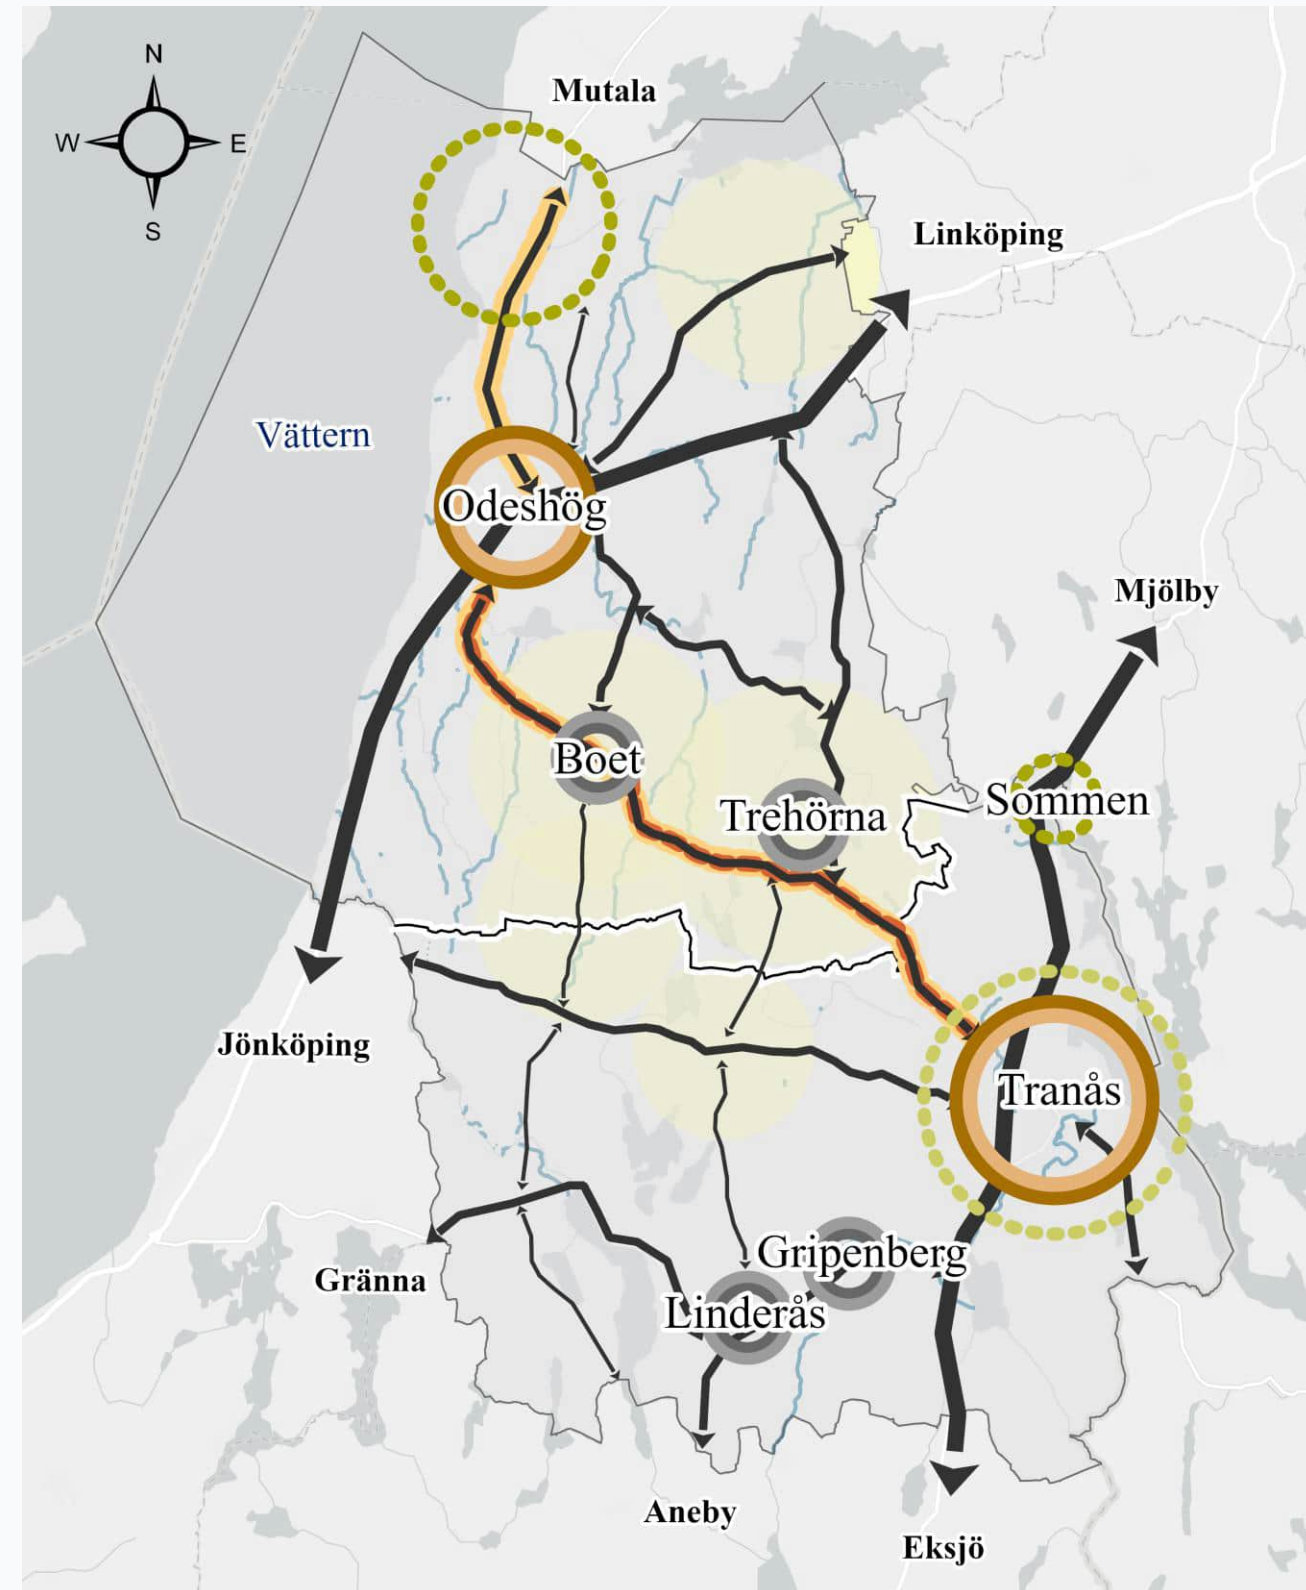 N
Mutala
W
E
S
Linköping
Vättern
Odeshög
Mjölby
Boet
Trehörna
Sommen
Jönköping
Tranås
Gripenberg
Gränna
Linderås
Aneby
Eksjö